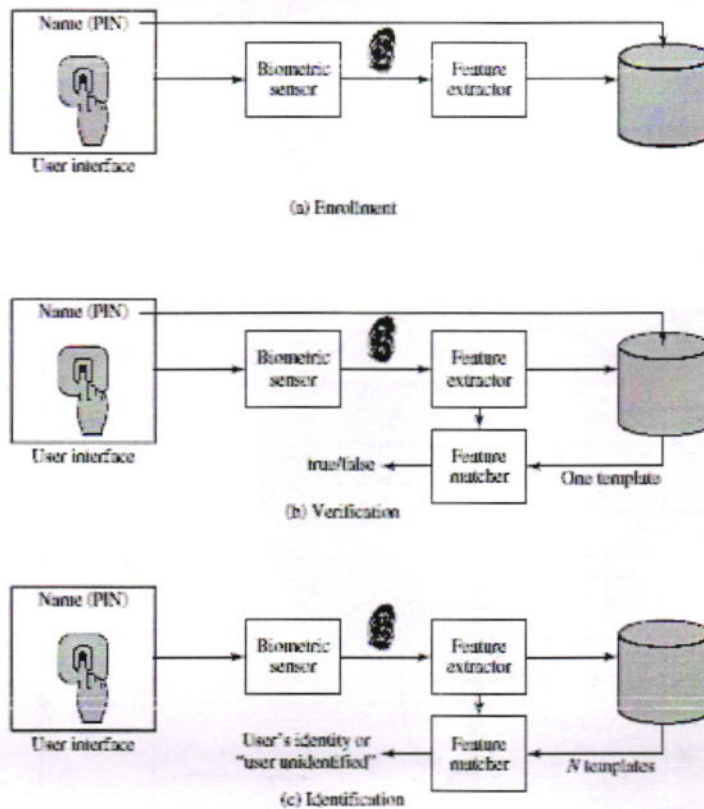 Name (PIN)
Biometric
sensor
Feature
extractor
User interface
(a) Enrollment
Name (PIN)
Biometric
sensor
Feature
extractor
User interface
true/false
Feature
matcher
One template
(b) Verification
Name (PIN)
Biometric
sensor
Feature
extractor
User interface
User's identity or
"user unidentified"
Feature
matcher
N templates
(c) Identification